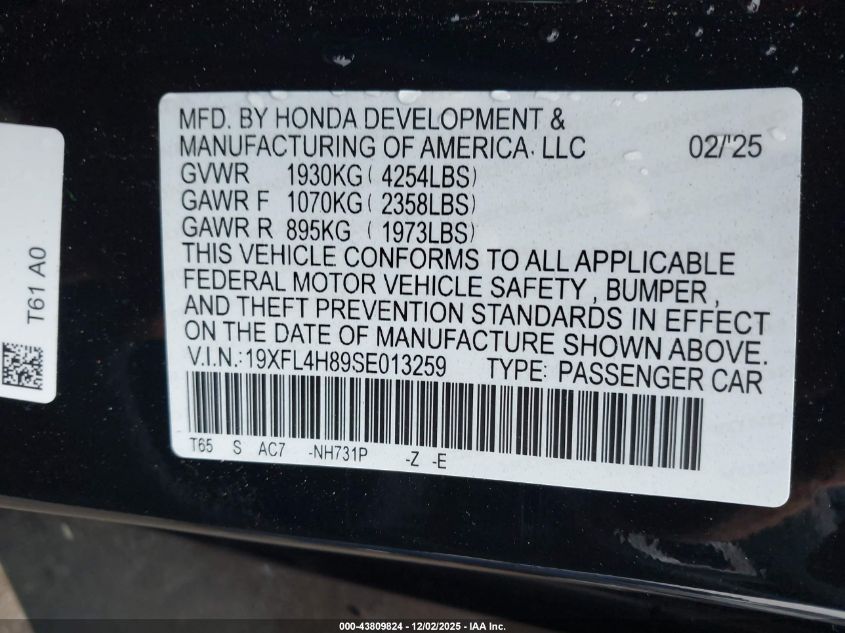 MFD. BY HONDA DEVELOPMENT &
MANUFACTURING OF AMERICA. LLC 02/'25
GVWR 1930KG ( 4254LBS)
GAWR F 1070KG ( 2358LBS)
GAWR R 895KG ( 1973LBS)
THIS VEHICLE CONFORMS TO ALL APPLICABLE
FEDERAL MOTOR VEHICLE SAFETY , BUMPER ,
AND THEFT PREVENTION STANDARDS IN EFFECT
ON THE DATE OF MANUFACTURE SHOWN ABOVE.
V.I.N.:19XFL4H89SE013259 TYPE: PASSENGER CAR
T65 S AC7 -NH731P -Z -E
T61 A0
000-43809824 - 12/02/2025 - IAA Inc.